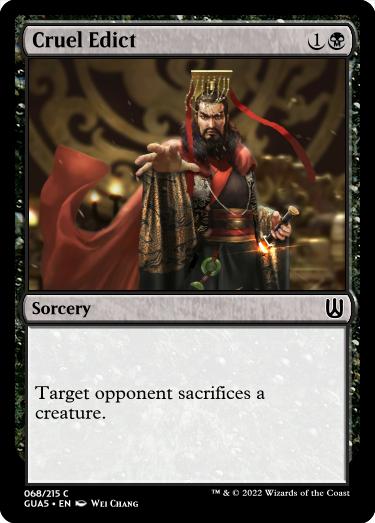 Cruel Edict 1
Sorcery
Target opponent sacrifices a
creature.
068/215 C
GUA5 • EN Wei Chang
™ & © 2022 Wizards of the Coast